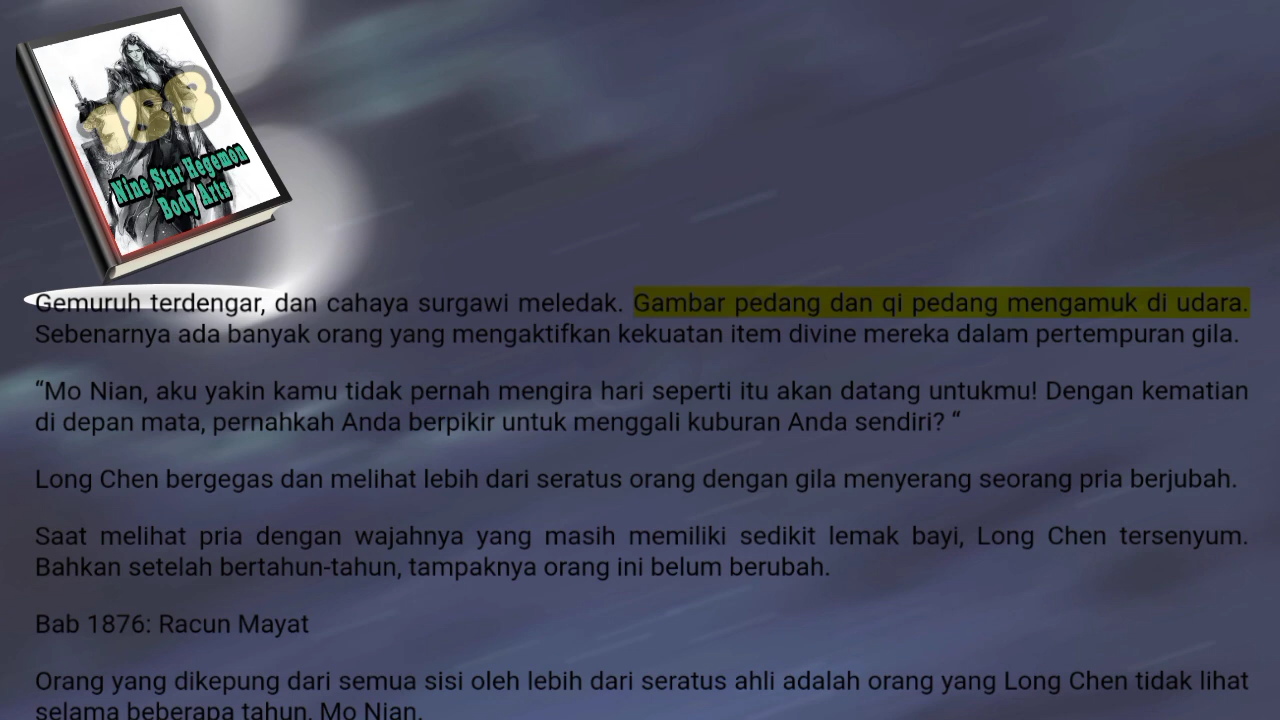 188
Nine Star Hegemon
Body Arts
Gemuruh terdengar, dan cahaya surgawi meledak. Gambar pedang dan qi pedang mengamuk di udara.
Sebenarnya ada banyak orang yang mengaktifkan kekuatan item divine mereka dalam pertempuran gila.
“Mo Nian, aku yakin kamu tidak pernah mengira hari seperti itu akan datang untukmu! Dengan kematian
di depan mata, pernahkah Anda berpikir untuk menggali kuburan Anda sendiri? “
Long Chen bergegas dan melihat lebih dari seratus orang dengan gila menyerang seorang pria berjubah.
Saat melihat pria dengan wajahnya yang masih memiliki sedikit lemak bayi, Long Chen tersenyum.
Bahkan setelah bertahun-tahun, tampaknya orang ini belum berubah.
Bab 1876: Racun Mayat
Orang yang dikepung dari semua sisi oleh lebih dari seratus ahli adalah orang yang Long Chen tidak lihat
selama beberapa tahun, Mo Nian.